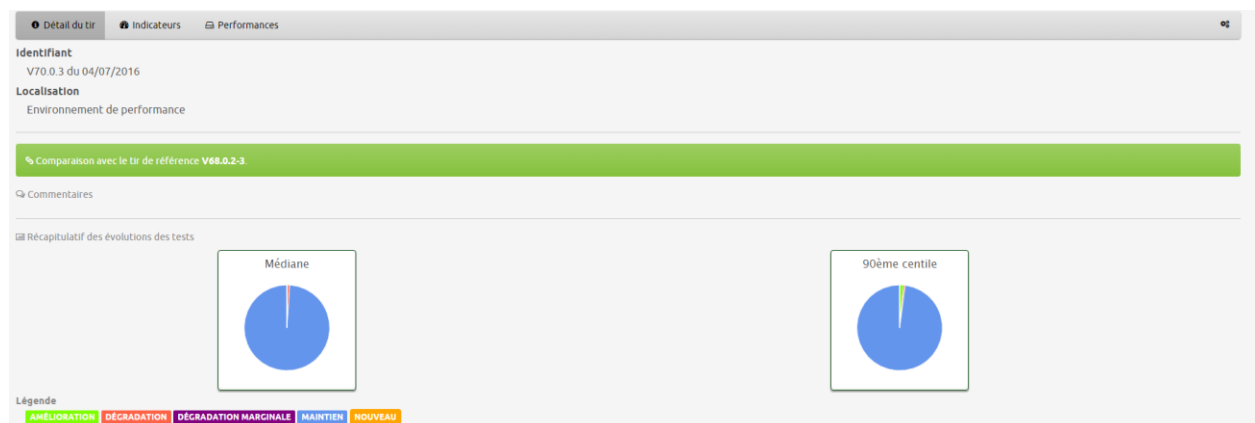 Détail du tir Indicateurs Performances
Identifiant
V70.0.3 du 04/07/2016
Localisation
Environnement de performance
Comparaison avec le tir de référence V68.0.2-3.
Commentaires
Récapitulatif des évolutions des tests
Médiane 90ème centile
Légende
AMÉLIORATION DÉGRADATION DÉGRADATION MARGINALE MAINTIEN NOUVEAU